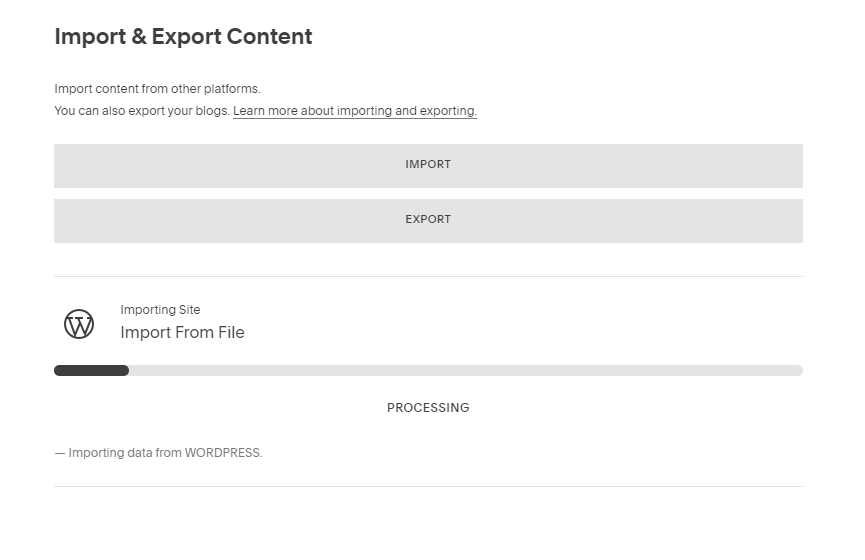 Import & Export Content
Import content from other platforms.
You can also export your blogs. Learn more about importing and exporting.
IMPORT
EXPORT
Importing Site
Import From File
PROCESSING
— Importing data from WORDPRESS.